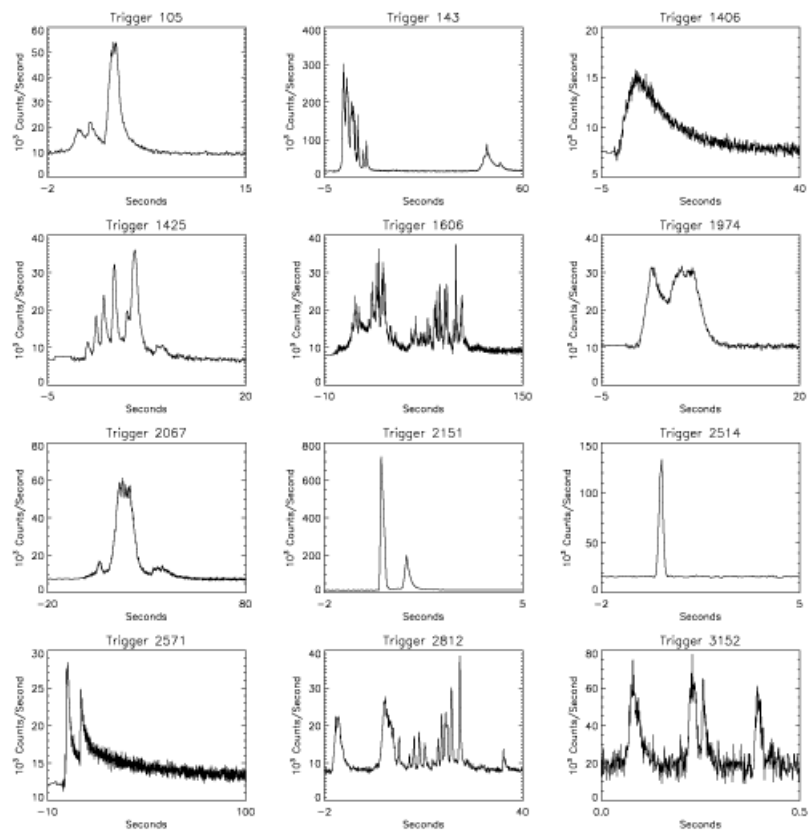 Trigger 105
60
50
40
30
20
10
0
10³ Counts/Second
-2
15
Seconds
Trigger 143
400
300
200
100
0
10³ Counts/Second
-5
60
Seconds
Trigger 1406
20
15
10
5
10³ Counts/Second
-5
40
Seconds
Trigger 1425
40
30
20
10
0
10³ Counts/Second
-5
20
Seconds
Trigger 1606
40
30
20
10
0
10³ Counts/Second
-10
150
Seconds
Trigger 1974
40
30
20
10
0
10³ Counts/Second
-5
20
Seconds
Trigger 2067
80
60
40
20
0
10³ Counts/Second
-20
80
Seconds
Trigger 2151
800
600
400
200
0
10³ Counts/Second
-2
5
Seconds
Trigger 2514
150
100
50
0
10³ Counts/Second
-2
5
Seconds
Trigger 2571
30
25
20
15
10
10³ Counts/Second
-10
100
Seconds
Trigger 2812
40
30
20
10
0
10³ Counts/Second
-2
40
Seconds
Trigger 3152
80
60
40
20
0
10³ Counts/Second
0.0
0.5
Seconds